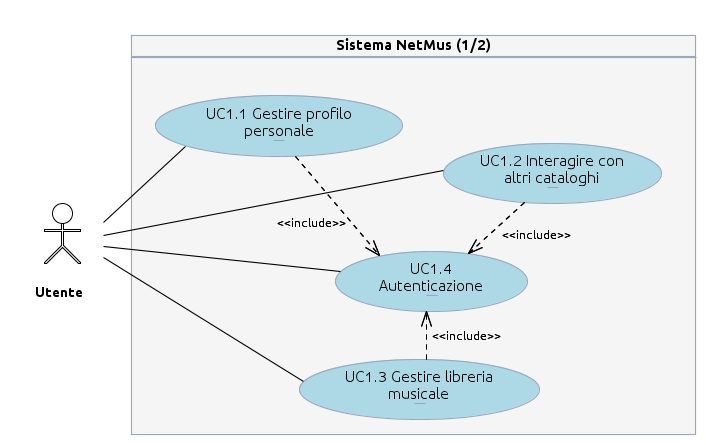 Sistema NetMus (1/2)
UC1.1 Gestire profilo
personale
UC1.2 Interagire con
altri cataloghi
<<include>>
<<include>>
UC1.4
Autenticazione
Utente
<<include>>
UC1.3 Gestire libreria
musicale